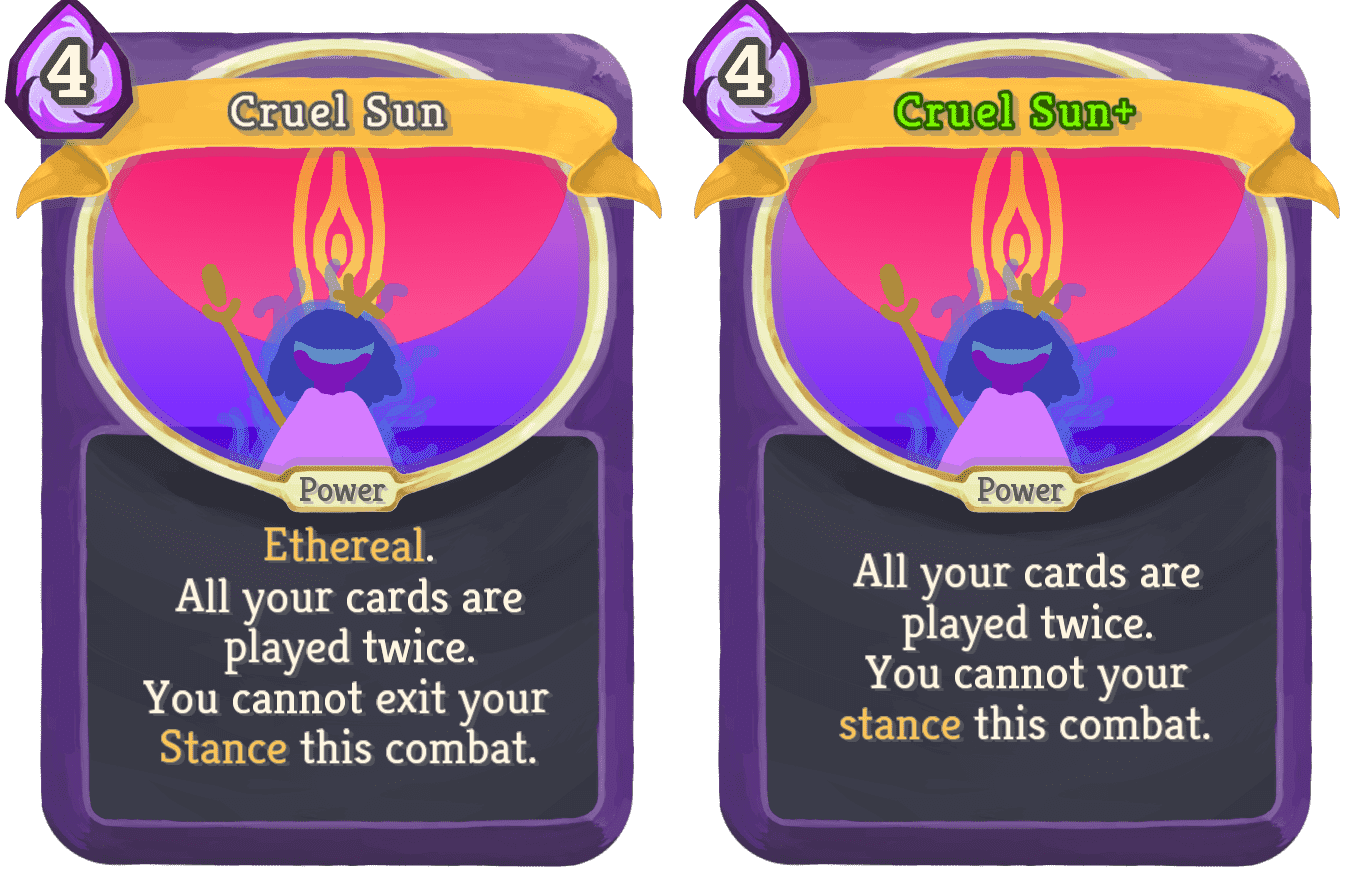 4
Cruel Sun
Power
Ethereal.
All your cards are
played twice.
You cannot exit your
Stance this combat.
4
Cruel Sun+
Power
All your cards are
played twice.
You cannot your
stance this combat.